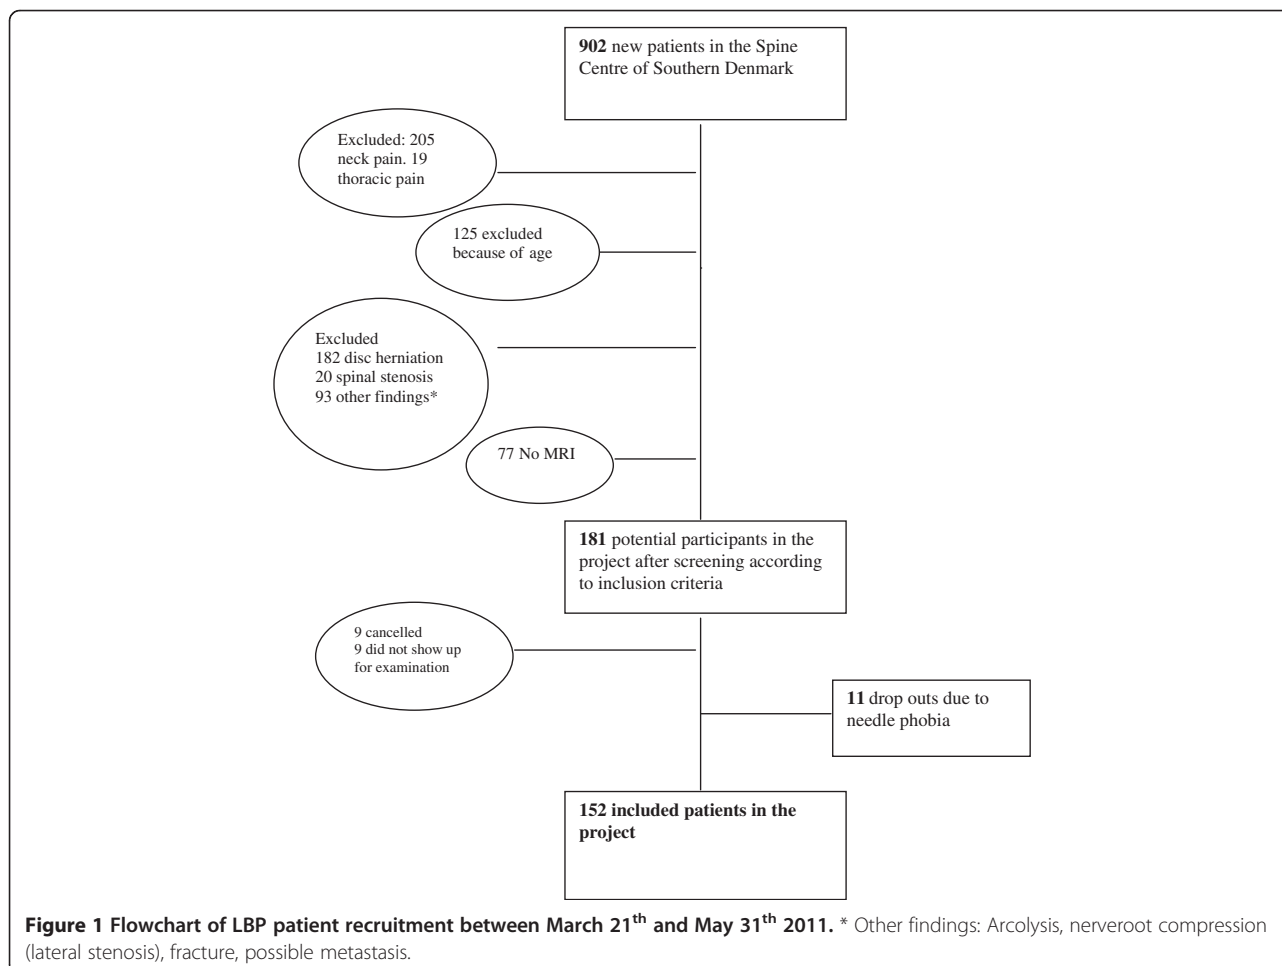 902 new patients in the Spine
Centre of Southern Denmark
Excluded: 205
neck pain. 19
thoracic pain
125 excluded
because of age
Excluded
182 disc herniation
20 spinal stenosis
93 other findings*
77 No MRI
181 potential participants in the
project after screening according
to inclusion criteria
9 cancelled
9 did not show up
for examination
11 drop outs due to
needle phobia
152 included patients in the
project
Figure 1 Flowchart of LBP patient recruitment between March 21th and May 31th 2011. * Other findings: Arcolysis, nerveroot compression
(lateral stenosis), fracture, possible metastasis.